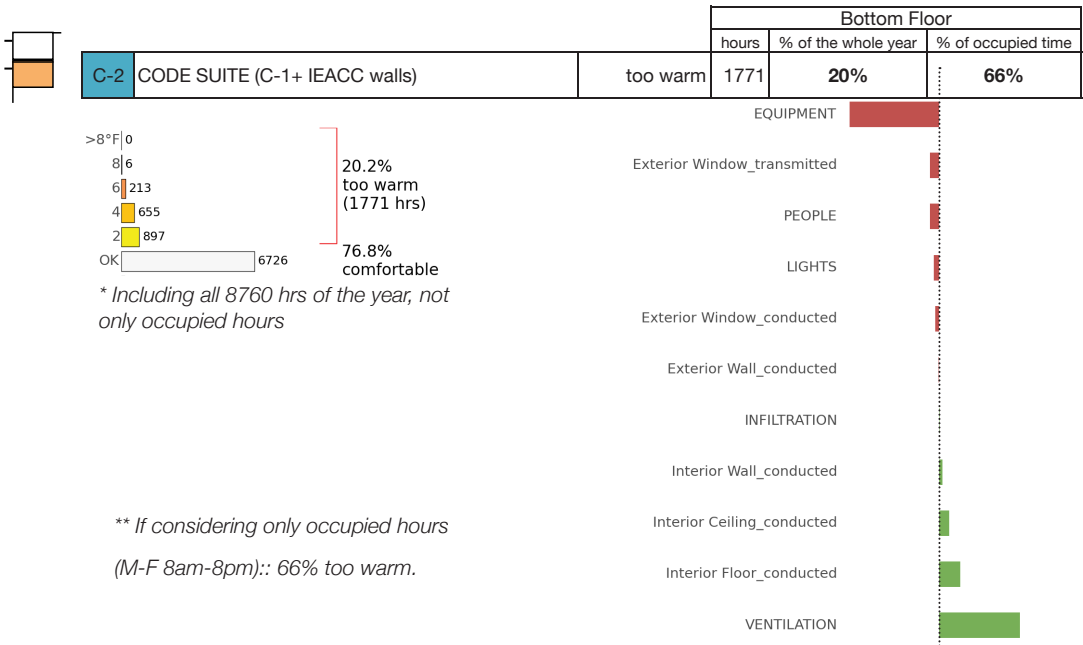 Bottom Floor
hours % of the whole year % of occupied time
C-2 CODE SUITE (C-1+ IEACC walls) too warm 1771 20% 66%
>8°F 0
8 6
6 213
4 655
2 897
OK 6726
20.2%
too warm
(1771 hrs)
76.8%
comfortable
* Including all 8760 hrs of the year, not
only occupied hours
** If considering only occupied hours
(M-F 8am-8pm):: 66% too warm.
EQUIPMENT
Exterior Window_transmitted
PEOPLE
LIGHTS
Exterior Window_conducted
Exterior Wall_conducted
INFILTRATION
Interior Wall_conducted
Interior Ceiling_conducted
Interior Floor_conducted
VENTILATION